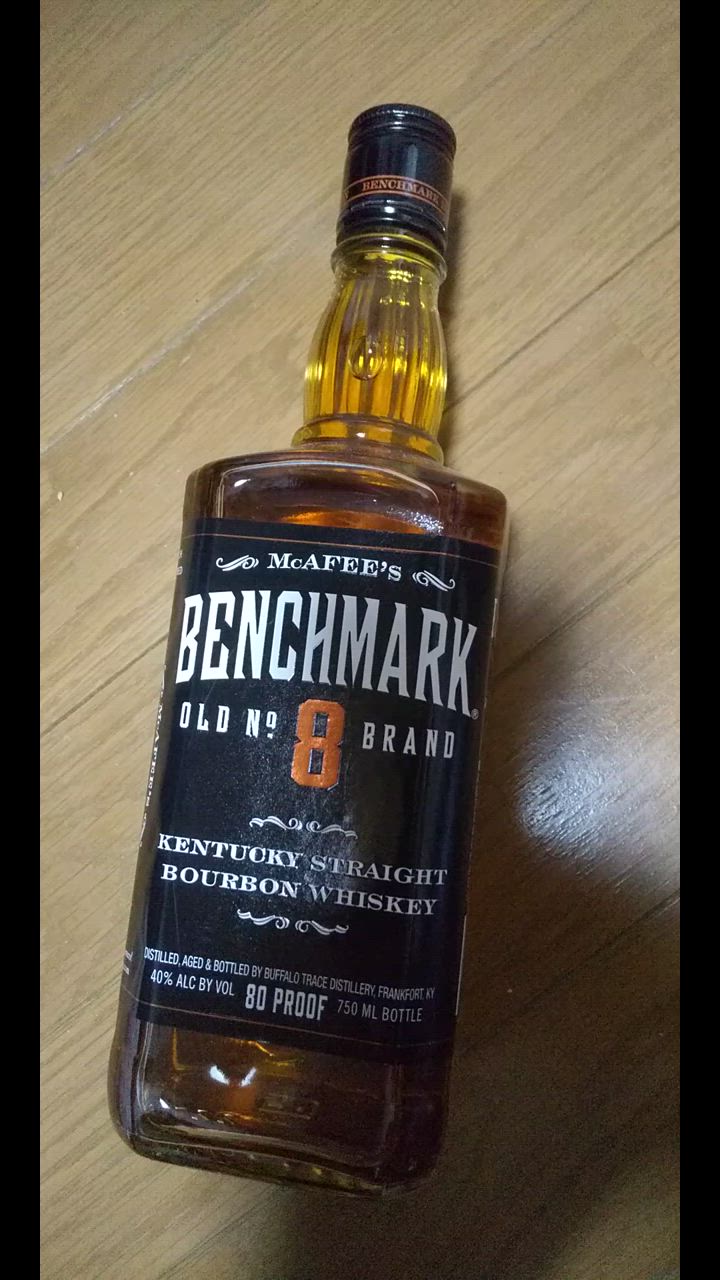 BENCHMARK
McAFEE'S
BENCHMARK®
OLD Nº 8 BRAND
KENTUCKY STRAIGHT
BOURBON WHISKEY
DISTILLED, AGED & BOTTLED BY BUFFALO TRACE DISTILLERY, FRANKFORT, KY
40% ALC BY VOL 80 PROOF 750 ML BOTTLE